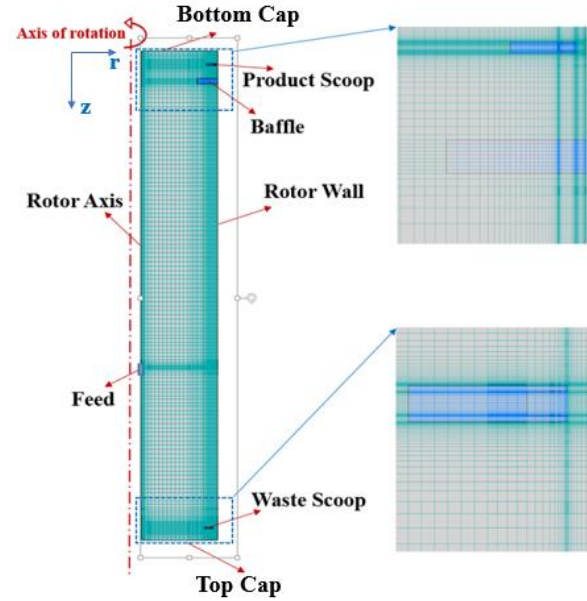 Bottom Cap
Axis of rotation
r
z
Product Scoop
Baffle
Rotor Axis
Rotor Wall
Feed
Waste Scoop
Top Cap